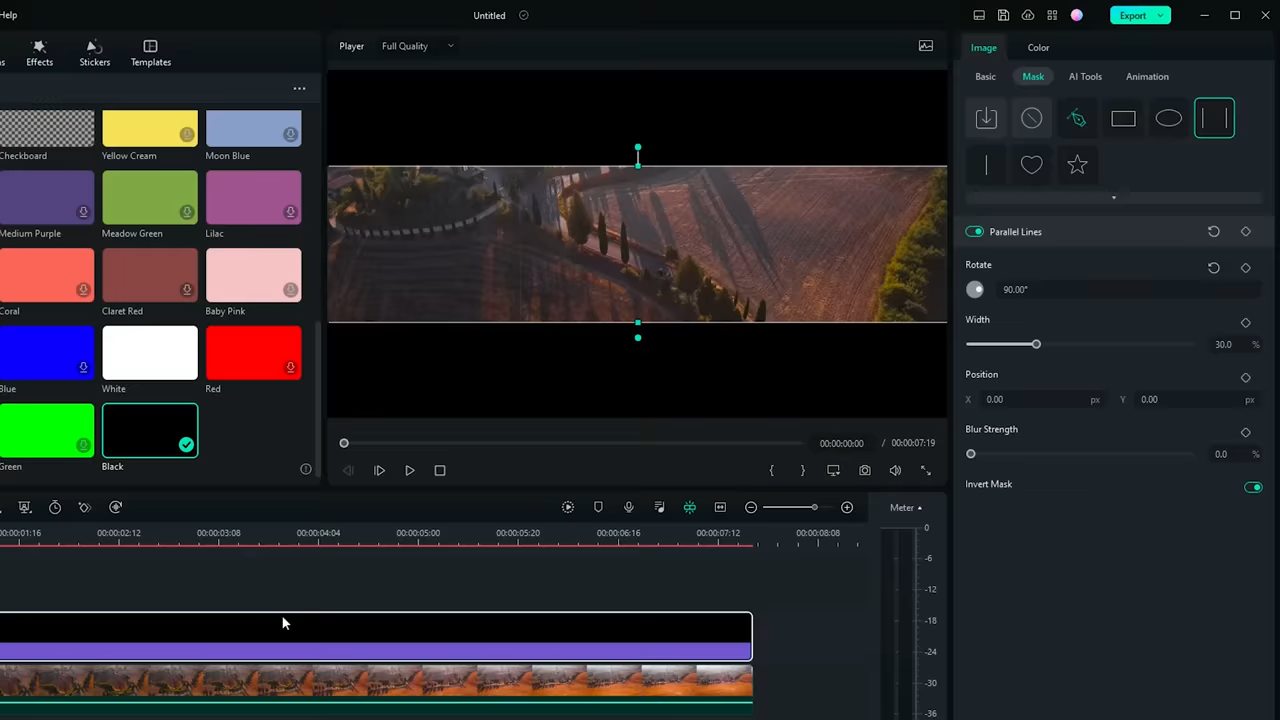 Help
Untitled
Export
Effects
Stickers
Templates
Player
Full Quality
Image
Color
Basic
Mask
AI Tools
Animation
Checkboard
Yellow Cream
Moon Blue
Medium Purple
Meadow Green
Lilac
Coral
Claret Red
Baby Pink
Blue
White
Red
Green
Black
Parallel Lines
Rotate
90.00°
Width
30.0 %
Position
X 0.00 px Y 0.00 px
Blur Strength
0.0 %
Invert Mask
00:00:00:00 / 00:00:07:19
Meter
00:00:01:16 00:00:02:12 00:00:03:08 00:00:04:04 00:00:05:00 00:00:05:20 00:00:06:16 00:00:07:12 00:00:08:08
0
-6
-12
-18
-24
-30
-36